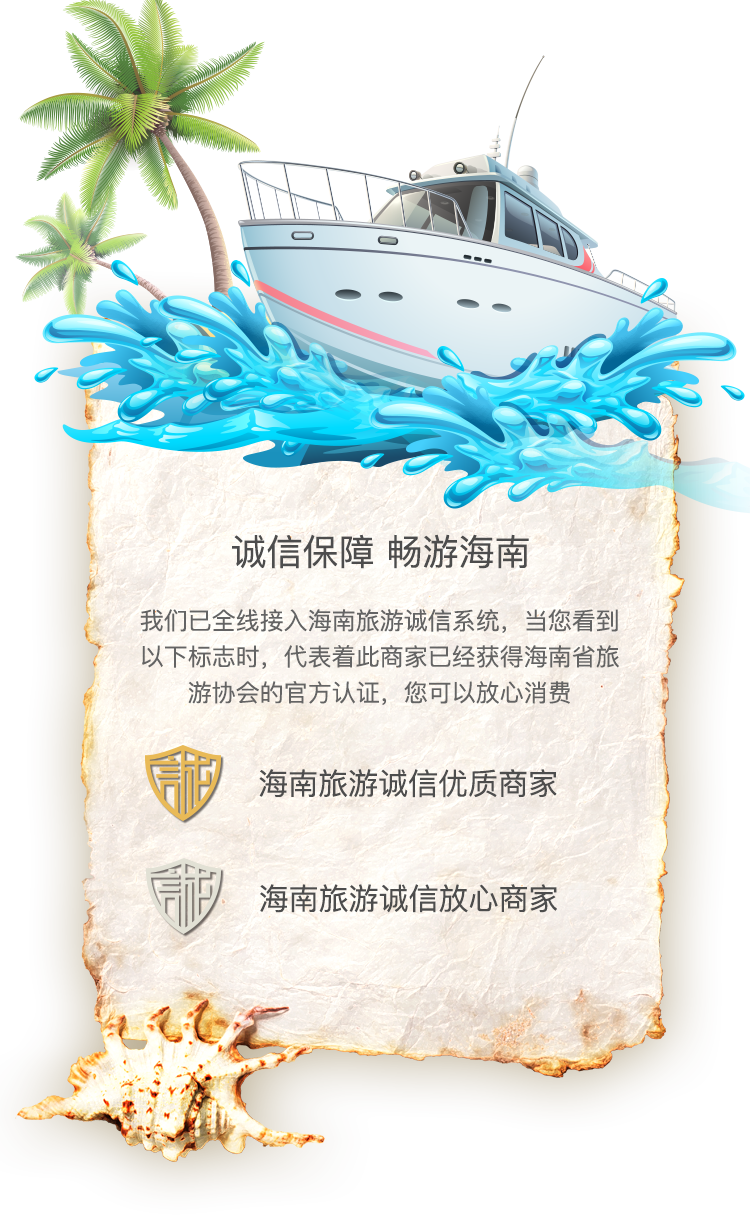 诚信保障 畅游海南
我们已全线接入海南旅游诚信系统，当您看到
以下标志时，代表着此商家已经获得海南省旅
游协会的官方认证，您可以放心消费
誠
海南旅游诚信优质商家
誠
海南旅游诚信放心商家